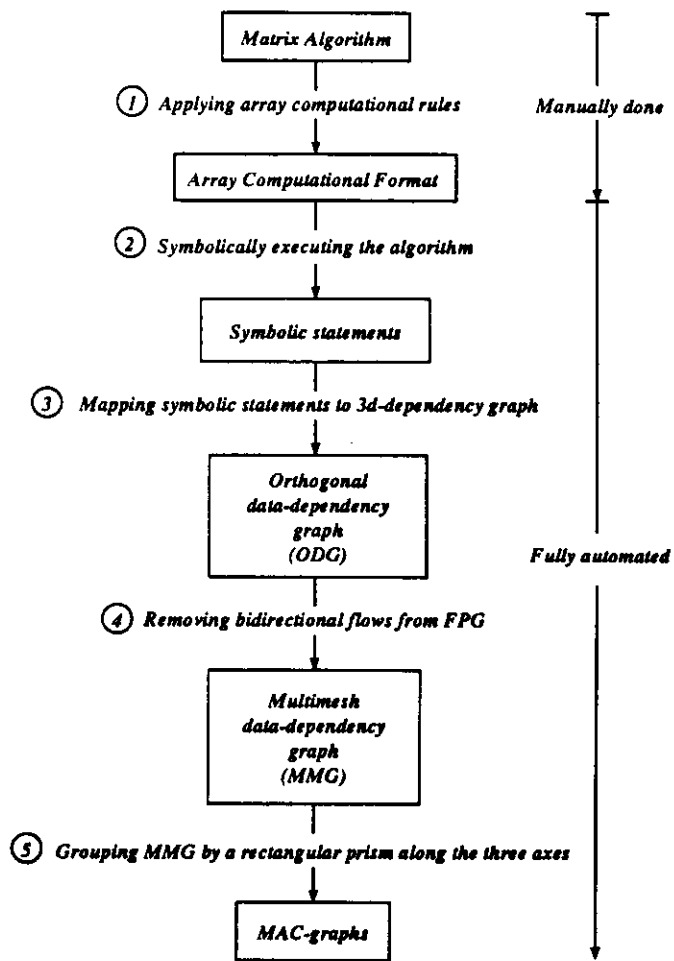 Matrix Algorithm
1 Applying array computational rules
Manually done
Array Computational Format
2 Symbolically executing the algorithm
Symbolic statements
3 Mapping symbolic statements to 3d-dependency graph
Orthogonal
data-dependency
graph
(ODG)
Fully automated
4 Removing bidirectional flows from FPG
Multimesh
data-dependency
graph
(MMG)
5 Grouping MMG by a rectangular prism along the three axes
MAC-graphs